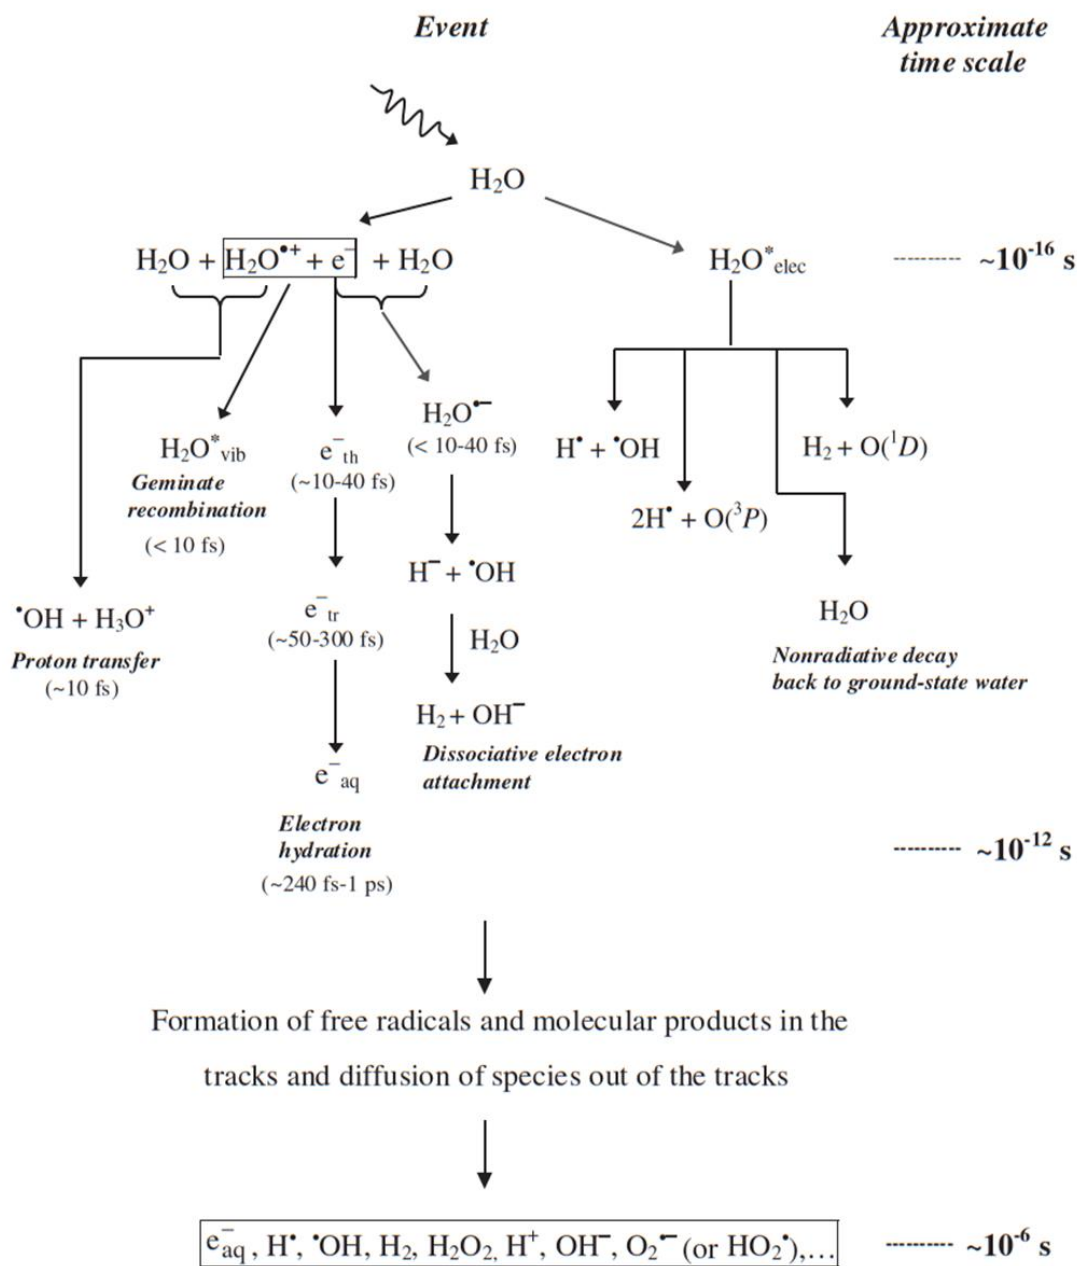 Event
Approximate
time scale
H₂O
H₂O + H₂O•⁺ + e⁻ + H₂O
H₂O*elec
--------- ~10⁻¹⁶ s
H₂O*vib
Geminate
recombination
(< 10 fs)
e⁻th
(~10-40 fs)
H₂O•⁻
(< 10-40 fs)
H• + •OH
2H• + O(³P)
H₂ + O(¹D)
H⁻ + •OH
•OH + H₃O⁺
Proton transfer
(~10 fs)
e⁻tr
(~50-300 fs)
H₂O
H₂O
Nonradiative decay
back to ground-state water
H₂ + OH⁻
Dissociative electron
attachment
e⁻aq
Electron
hydration
(~240 fs-1 ps)
---------- ~10⁻¹² s
Formation of free radicals and molecular products in the
tracks and diffusion of species out of the tracks
e⁻aq, H•, •OH, H₂, H₂O₂, H⁺, OH⁻, O₂•⁻ (or HO₂•),…
---------- ~10⁻⁶ s